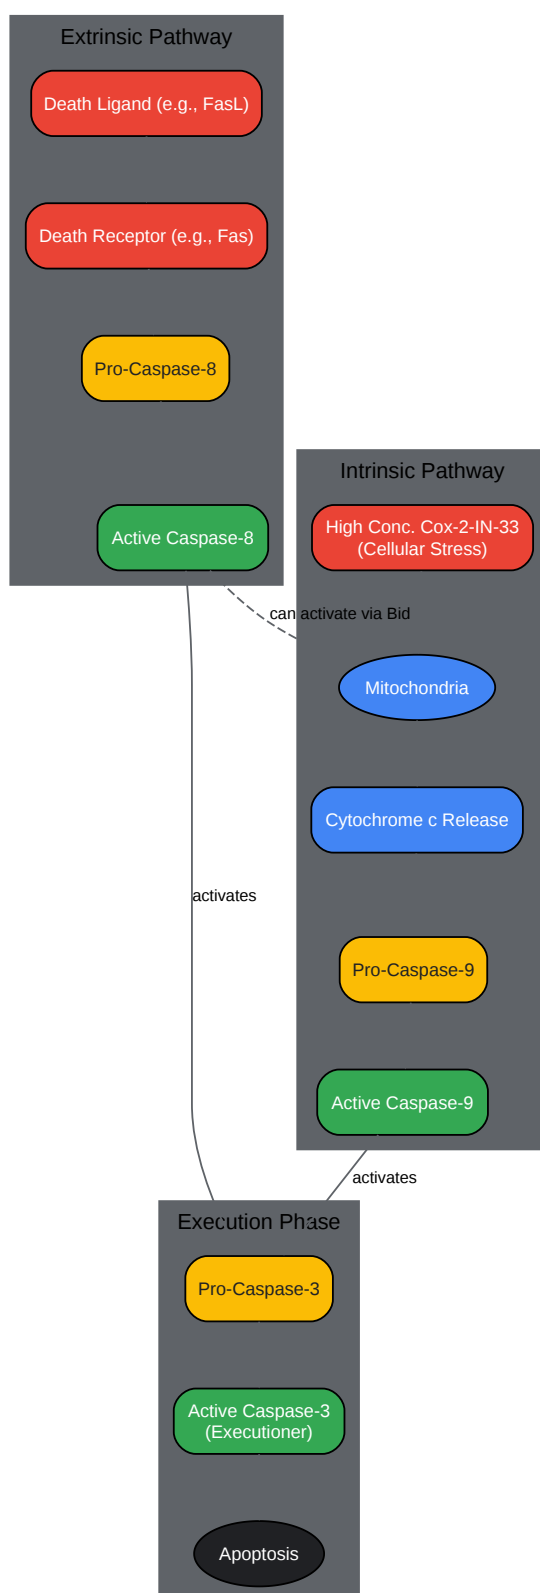 Extrinsic Pathway
Death Ligand (e.g., FasL)
Death Receptor (e.g., Fas)
Pro-Caspase-8
Active Caspase-8
can activate via Bid
Intrinsic Pathway
High Conc. Cox-2-IN-33
(Cellular Stress)
Mitochondria
Cytochrome c Release
Pro-Caspase-9
Active Caspase-9
activates
activates
Execution Phase
Pro-Caspase-3
Active Caspase-3
(Executioner)
Apoptosis